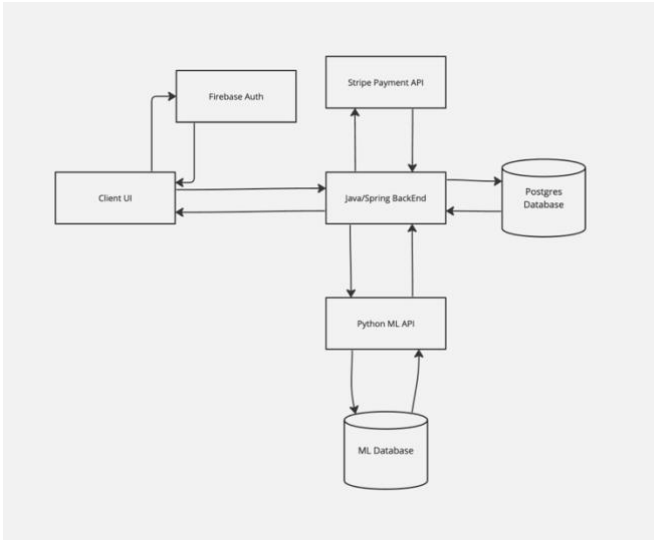 Stripe Payment API
Firebase Auth
Client UI
Java/Spring BackEnd
Postgres
Database
Python ML API
ML Database